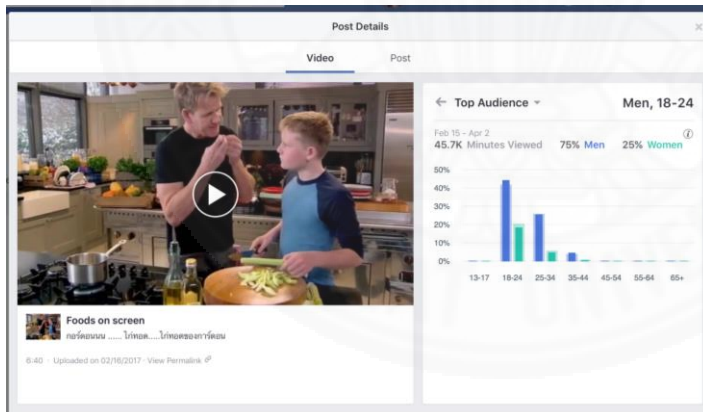 Post Details
Video
Post
Foods on screen
กอร์ดอนนน ...... ไก่ทอด.....ไก่ทอดของการ์ดอน
6:40 · Uploaded on 02/16/2017 · View Permalink
Top Audience
Men, 18-24
Feb 15 - Apr 2
45.7K Minutes Viewed 75% Men 25% Women
50%
40%
30%
20%
10%
0%
13-17 18-24 25-34 35-44 45-54 55-64 65+